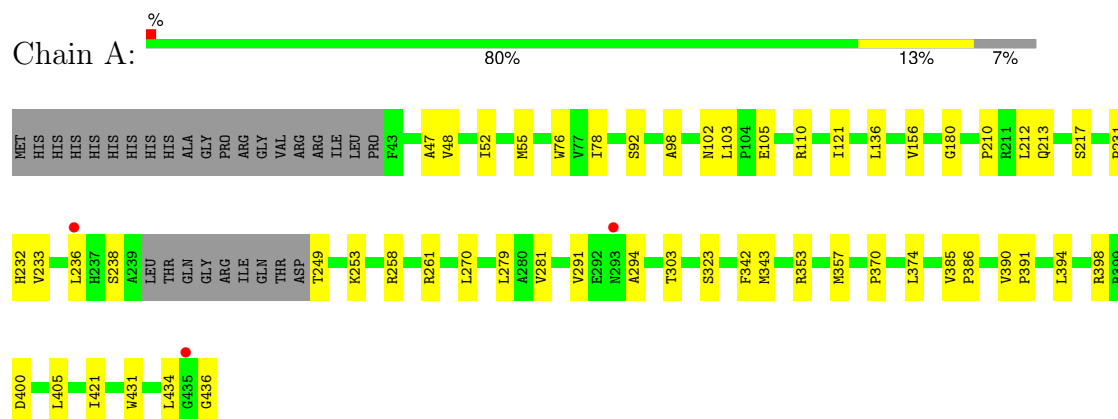 %
Chain A:
80% 13% 7%
MET HIS HIS HIS HIS HIS HIS HIS HIS HIS ALA GLY PRO ARG GLY VAL ARG ARG ILE LEU PRO F43 A47 V48 I52 M55 W76 V77 I78 S92 A98 N102 L103 P104 E105 R110 I121 L136 V156 G180 P210 R211 L212 Q213 S217
H232 V233 L236 H237 S238 A239 LEU THR GLN GLY ARG ILE GLN THR ASP T249 K253 R258 R261 L270 L279 A280 V281 V291 E292 N293 A294 T303 S323 F342 M343 R353 M357 P370 L374 V385 P386 V390 P391 L394 R398
D400 L405 I421 W431 L434 G435 G436